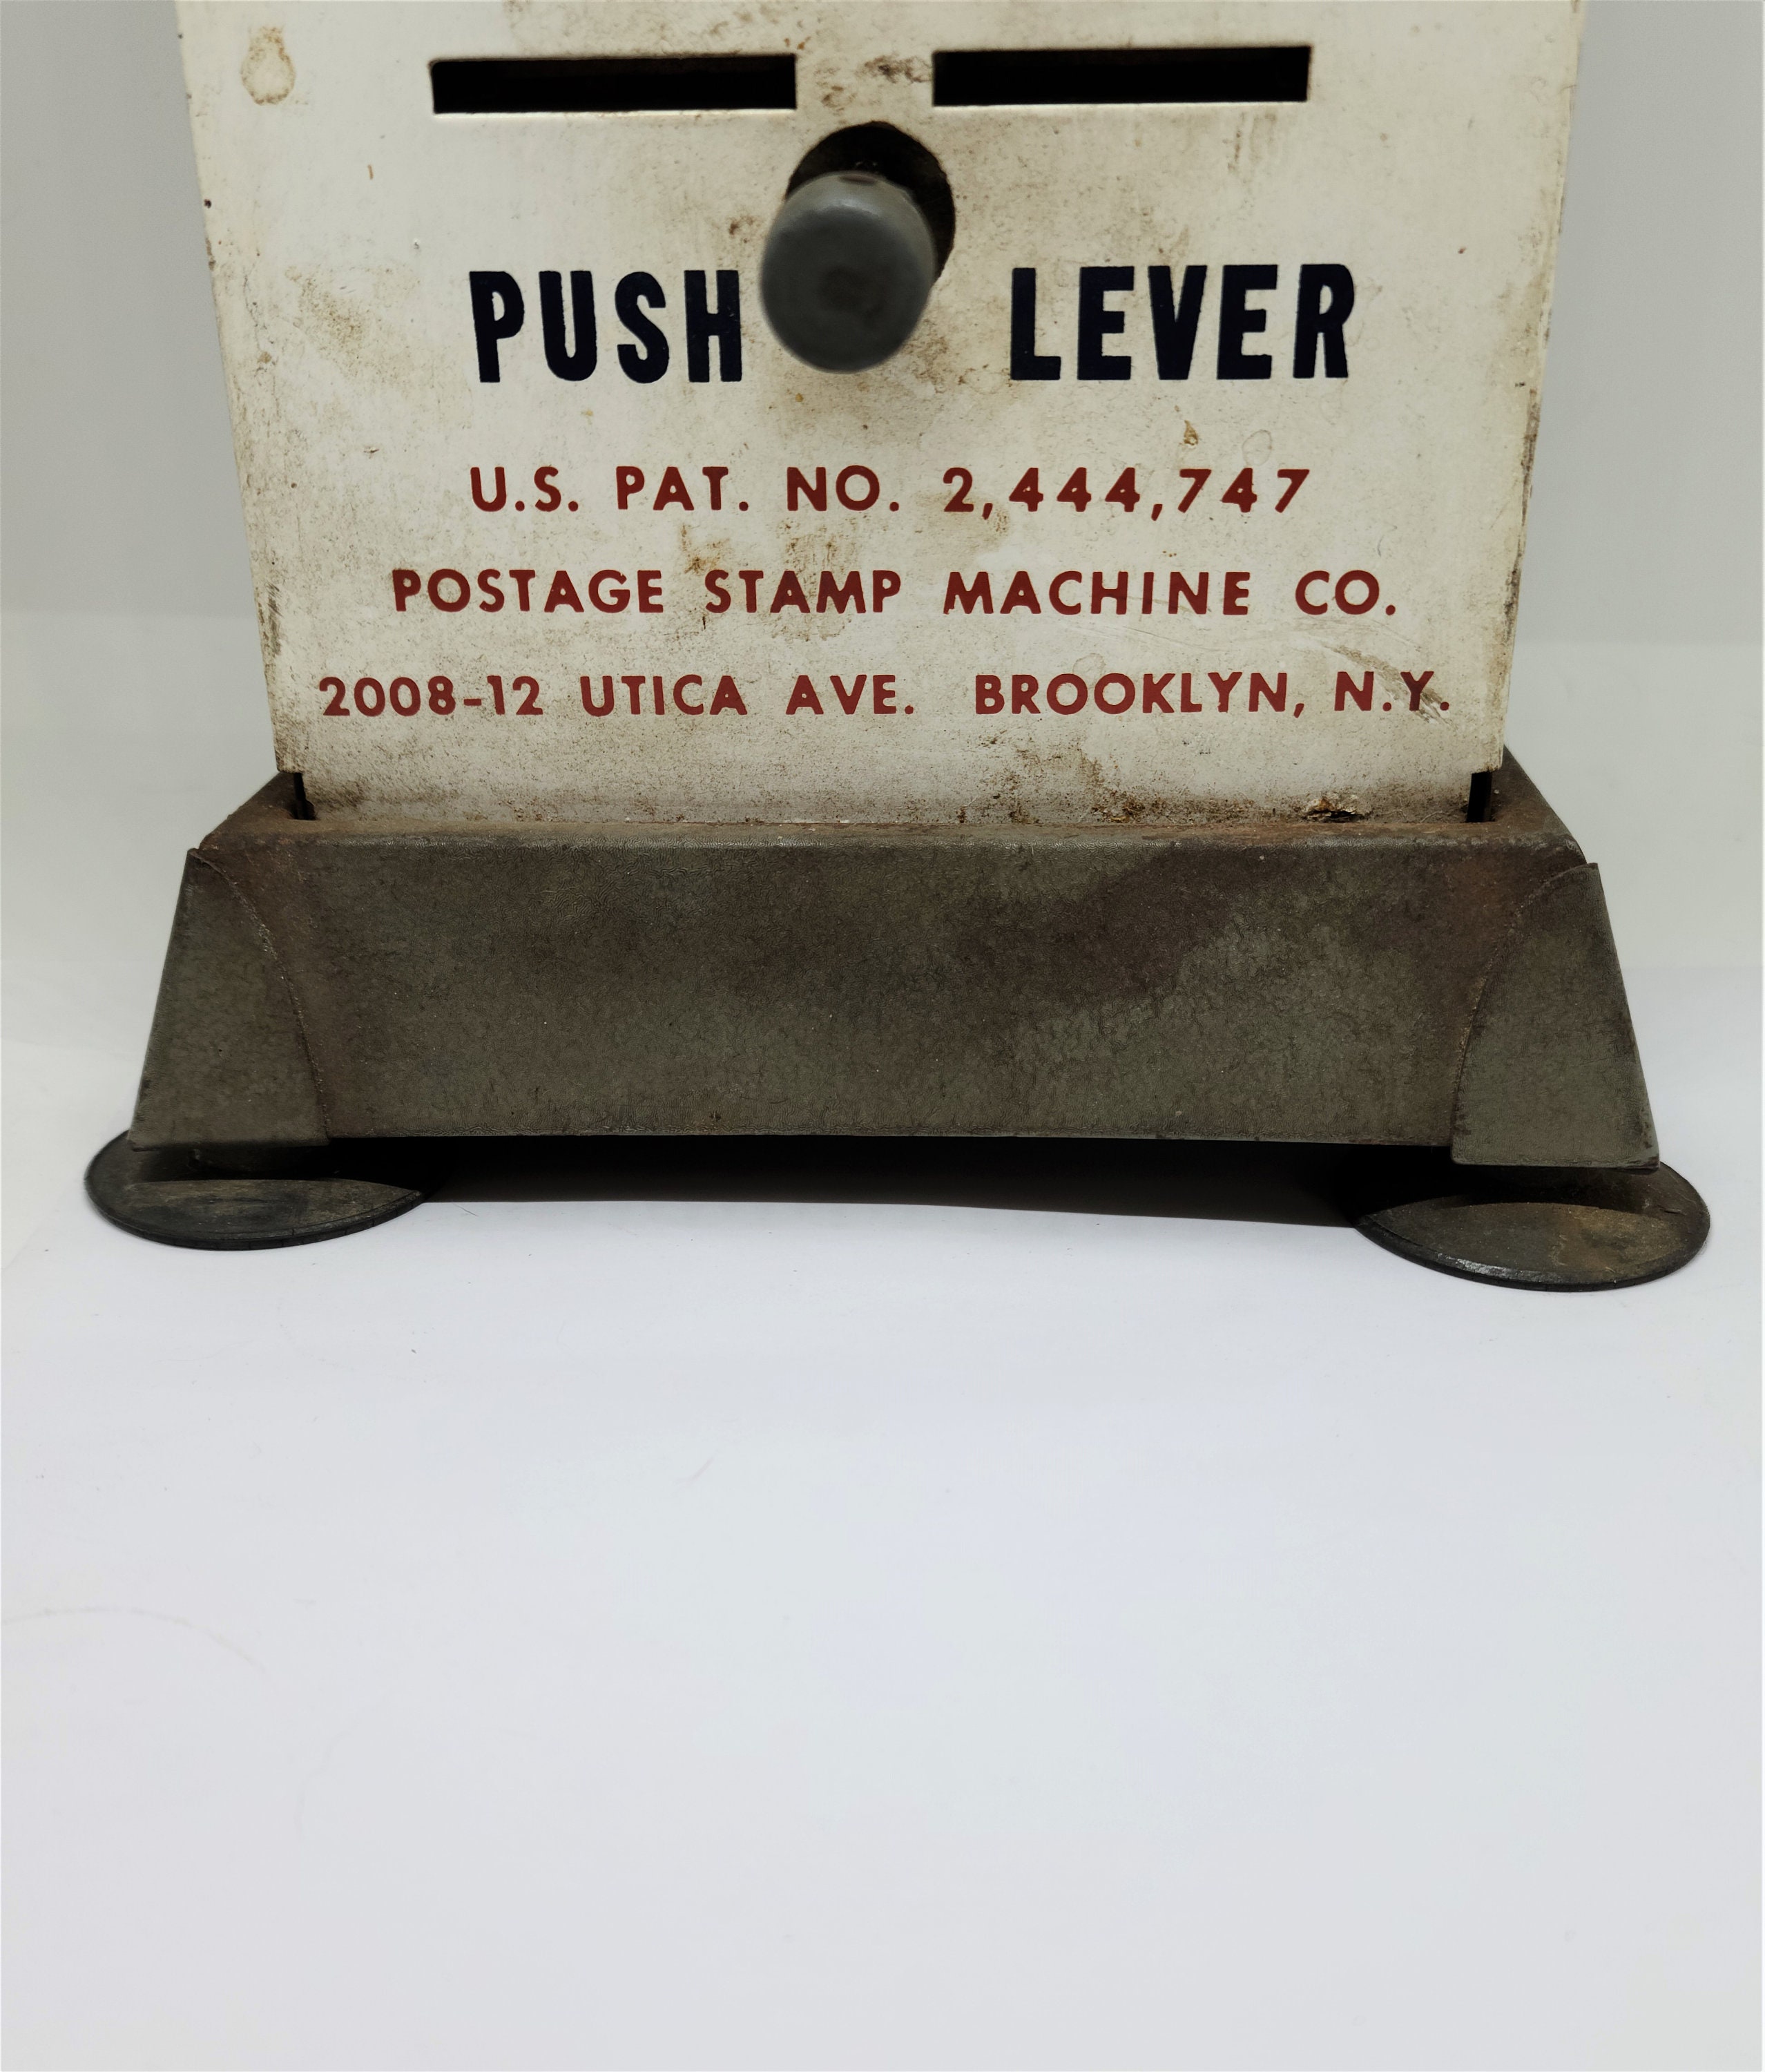 PUSH LEVER
U.S. PAT. NO. 2,444,747
POSTAGE STAMP MACHINE CO.
2008-12 UTICA AVE. BROOKLYN, N.Y.